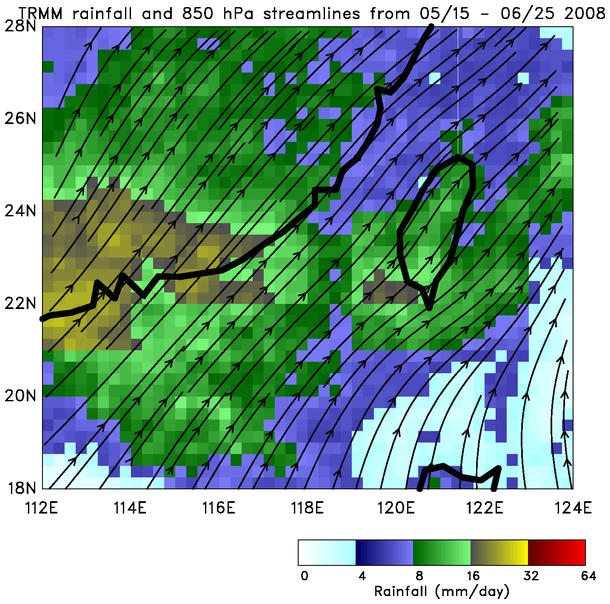 TRMM rainfall and 850 hPa streamlines from 05/15 - 06/25 2008
28N
26N
24N
22N
20N
18N
112E 114E 116E 118E 120E 122E 124E
0 4 8 16 32 64
Rainfall (mm/day)